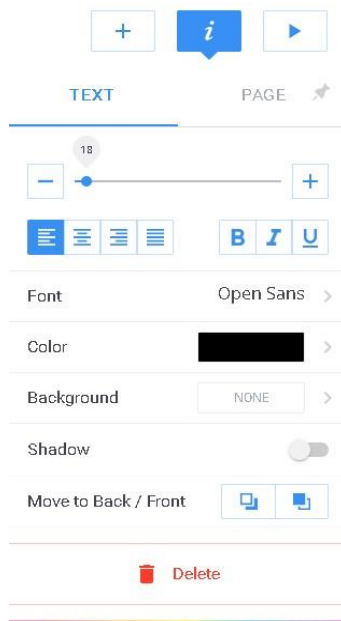 i
TEXT PAGE
18
B I U
Font Open Sans
Color
Background NONE
Shadow
Move to Back / Front
Delete